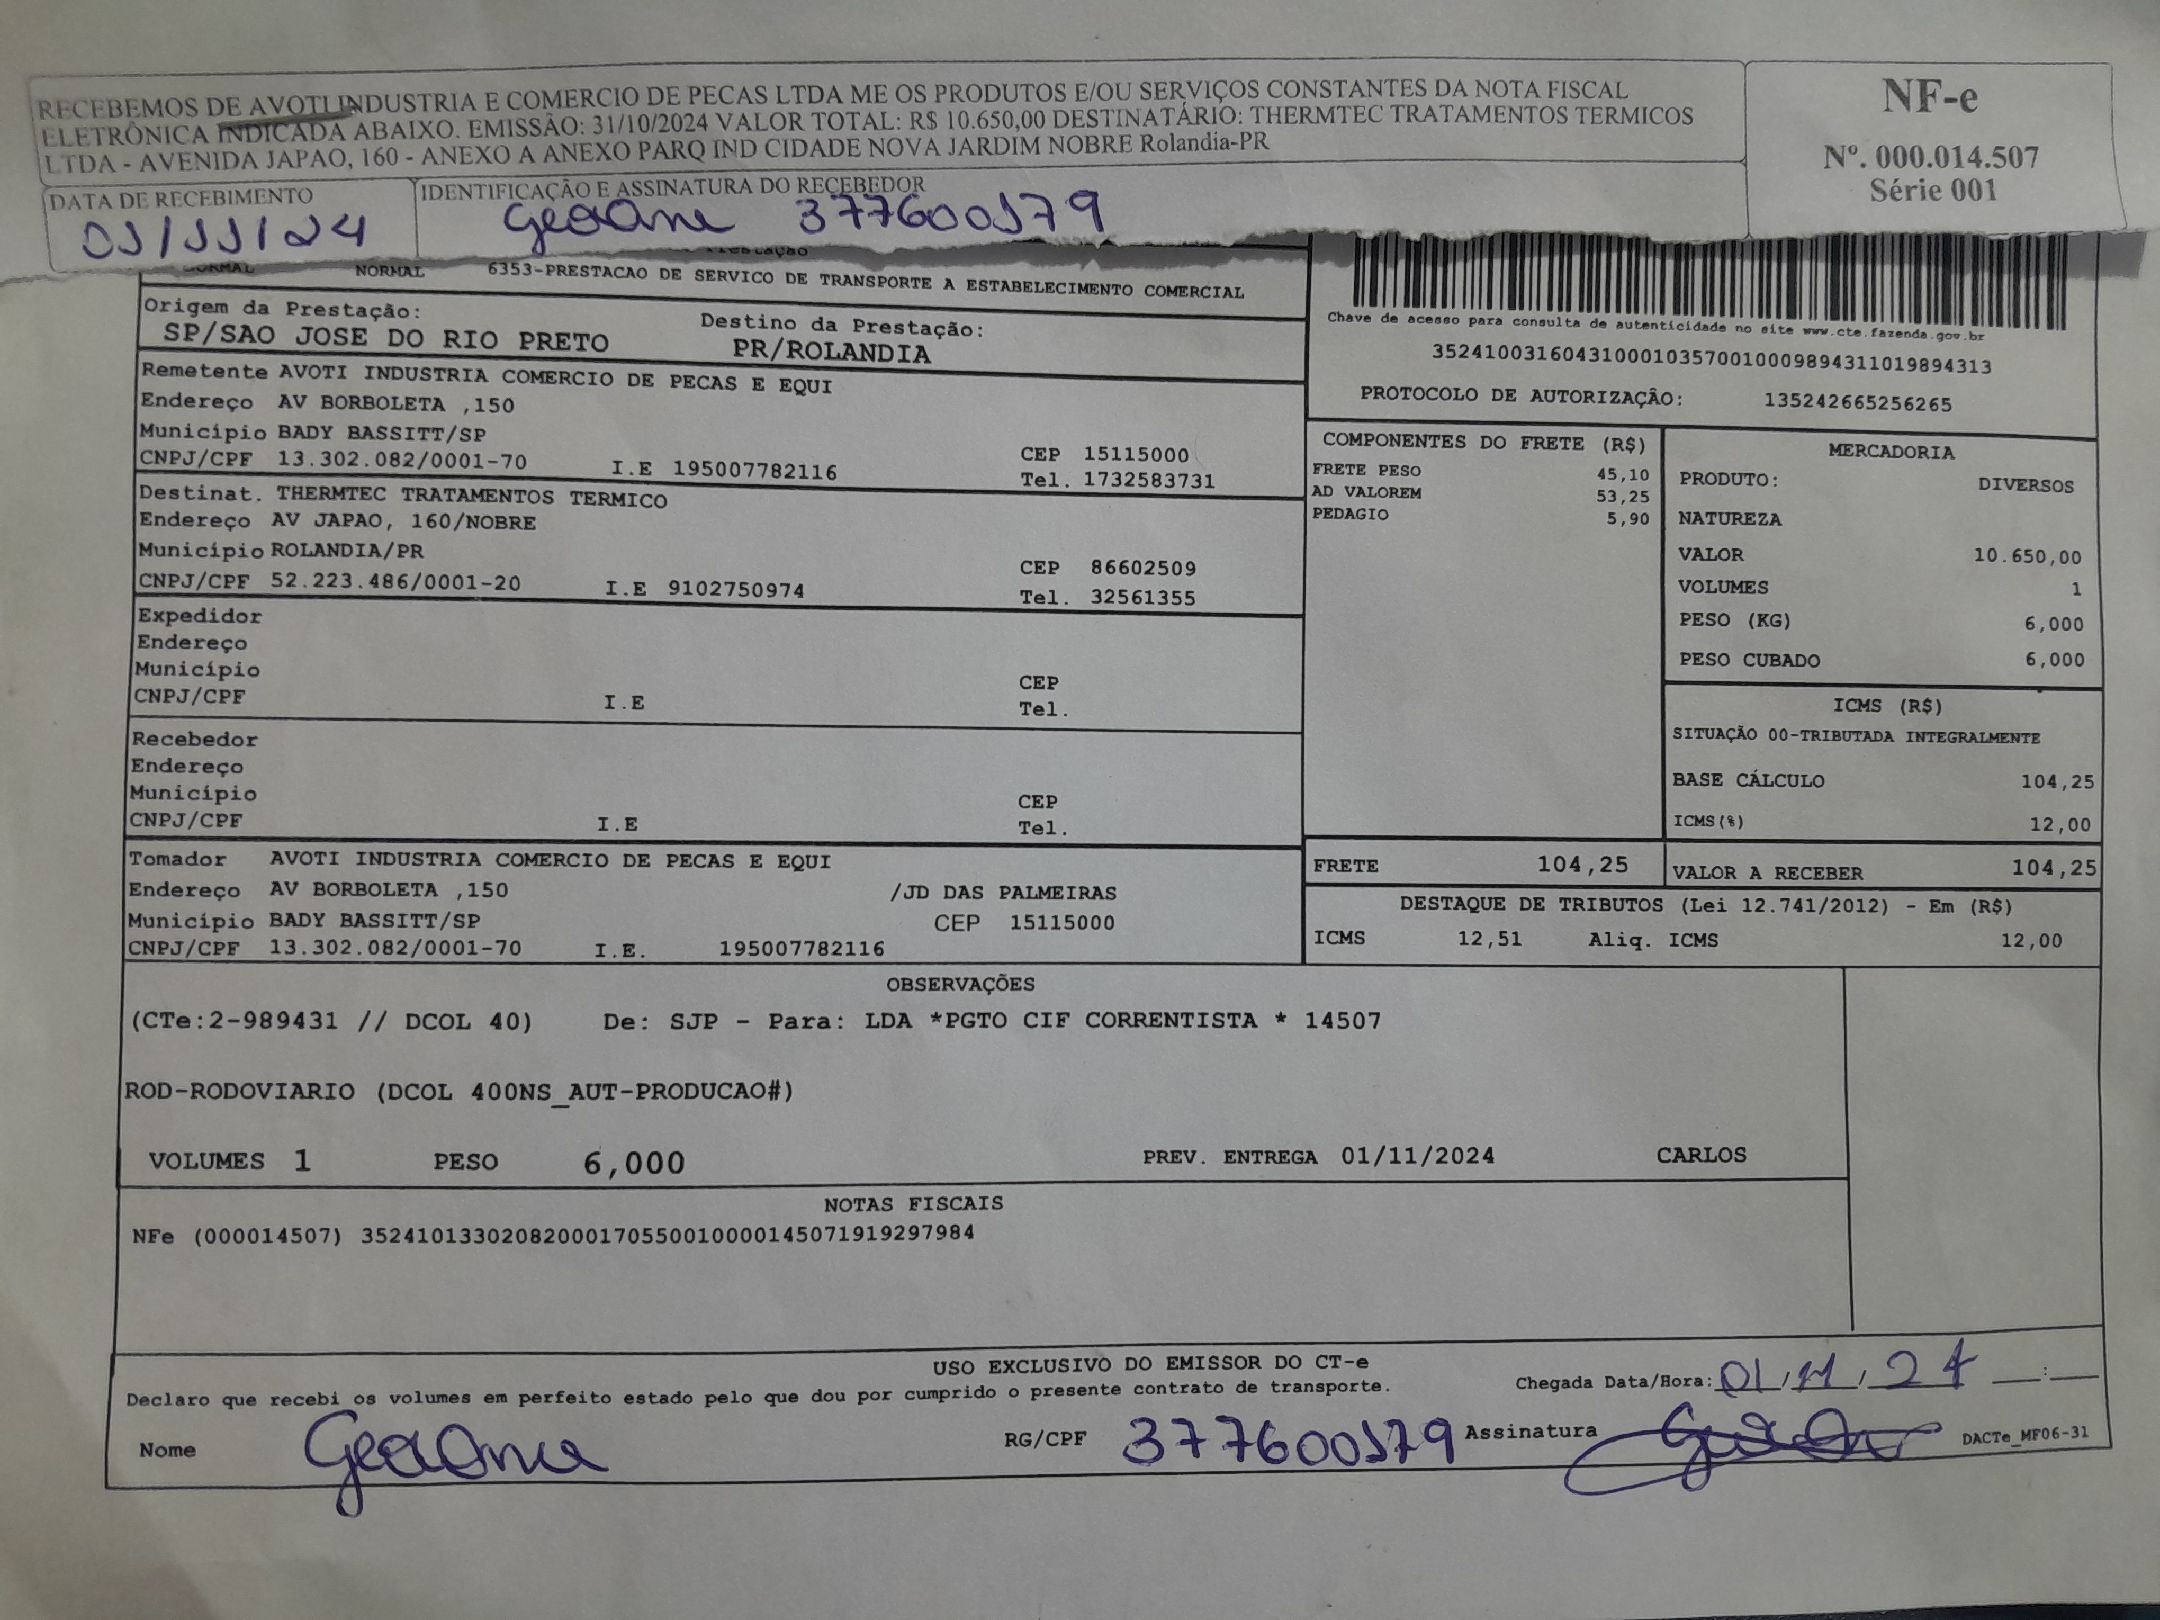 RECEBEMOS DE AVOTI INDUSTRIA E COMERCIO DE PECAS LTDA ME OS PRODUTOS E/OU SERVIÇOS CONSTANTES DA NOTA FISCAL
ELETRÔNICA INDICADA ABAIXO. EMISSÃO: 31/10/2024 VALOR TOTAL: R$ 10.650,00 DESTINATÁRIO: THERMTEC TRATAMENTOS TERMICOS
LTDA - AVENIDA JAPAO, 160 - ANEXO A ANEXO PARQ IND CIDADE NOVA JARDIM NOBRE Rolandia-PR
NF-e
Nº. 000.014.507
Série 001
DATA DE RECEBIMENTO
01/11/24
IDENTIFICAÇÃO E ASSINATURA DO RECEBEDOR
Geaone 377600179
NORMAL NORMAL 6353-PRESTACAO DE SERVICO DE TRANSPORTE A ESTABELECIMENTO COMERCIAL
Origem da Prestação: Destino da Prestação:
SP/SAO JOSE DO RIO PRETO PR/ROLANDIA
Remetente AVOTI INDUSTRIA COMERCIO DE PECAS E EQUI
Endereço AV BORBOLETA ,150
Município BADY BASSITT/SP CEP 15115000
CNPJ/CPF 13.302.082/0001-70 I.E 195007782116 Tel. 1732583731
Destinat. THERMTEC TRATAMENTOS TERMICO
Endereço AV JAPAO, 160/NOBRE
Município ROLANDIA/PR CEP 86602509
CNPJ/CPF 52.223.486/0001-20 I.E 9102750974 Tel. 32561355
Expedidor
Endereço
Município CEP
CNPJ/CPF I.E Tel.
Recebedor
Endereço
Município CEP
CNPJ/CPF I.E Tel.
Tomador AVOTI INDUSTRIA COMERCIO DE PECAS E EQUI
Endereço AV BORBOLETA ,150 /JD DAS PALMEIRAS
Município BADY BASSITT/SP CEP 15115000
CNPJ/CPF 13.302.082/0001-70 I.E. 195007782116
Chave de acesso para consulta de autenticidade no site www.cte.fazenda.gov.br
35241003160431000103570010009894311019894313
PROTOCOLO DE AUTORIZAÇÃO: 135242665256265
COMPONENTES DO FRETE (R$)
FRETE PESO 45,10
AD VALOREM 53,25
PEDAGIO 5,90
MERCADORIA
PRODUTO: DIVERSOS
NATUREZA
VALOR 10.650,00
VOLUMES 1
PESO (KG) 6,000
PESO CUBADO 6,000
ICMS (R$)
SITUAÇÃO 00-TRIBUTADA INTEGRALMENTE
BASE CÁLCULO 104,25
ICMS(%) 12,00
FRETE 104,25 VALOR A RECEBER 104,25
DESTAQUE DE TRIBUTOS (Lei 12.741/2012) - Em (R$)
ICMS 12,51 Aliq. ICMS 12,00
OBSERVAÇÕES
(CTe:2-989431 // DCOL 40) De: SJP - Para: LDA *PGTO CIF CORRENTISTA * 14507
ROD-RODOVIARIO (DCOL 400NS_AUT-PRODUCAO#)
VOLUMES 1 PESO 6,000 PREV. ENTREGA 01/11/2024 CARLOS
NOTAS FISCAIS
NFe (000014507) 35241013302082000170550010000145071919297984
USO EXCLUSIVO DO EMISSOR DO CT-e
Declaro que recebi os volumes em perfeito estado pelo que dou por cumprido o presente contrato de transporte. Chegada Data/Hora: 01/11/24 __:__
Nome Geaone RG/CPF 377600179 Assinatura DACTe_MF06-31